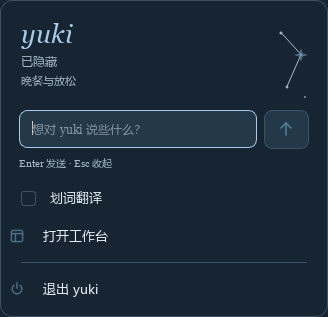 yuki
已隐藏
晚餐与放松
想对 yuki 说些什么?
Enter 发送 · Esc 收起
划词翻译
打开工作台
退出 yuki